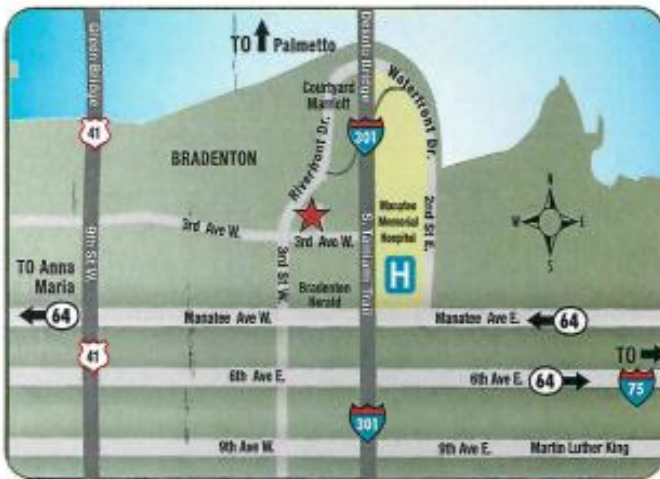 TO Palmetto
Green Bridge
Desoto Bridge
Courtyard
Marriott
Waterfront Dr.
41
301
BRADENTON
Riverfront Dr.
9th St W.
3rd Ave W.
3rd Ave W.
S. Tamiami Trail
Manatee
Memorial
Hospital
2nd St E.
N
W
E
S
H
TO Anna
Maria
64
3rd St W.
Bradenton
Herald
Manatee Ave W.
Manatee Ave E.
64
41
6th Ave E.
6th Ave E.
64
TO
75
301
9th Ave W.
9th Ave E.
Martin Luther King